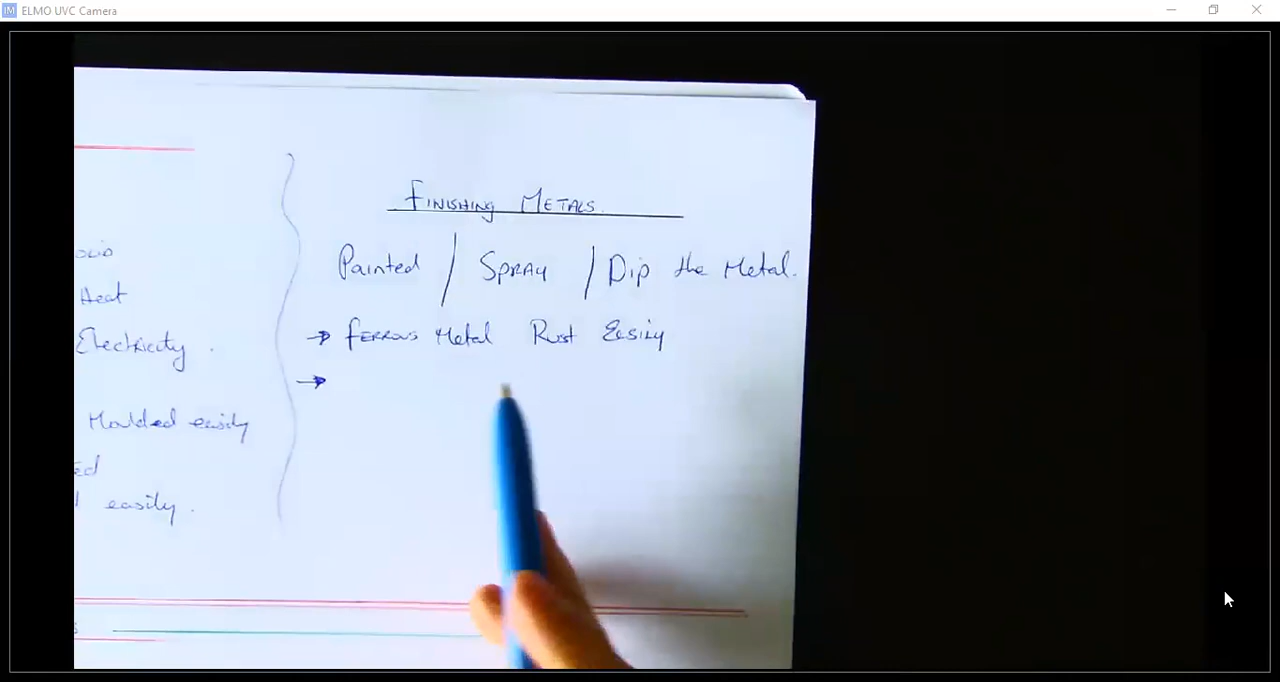 ELMO UVC Camera
FINISHING METALS.
Painted / SPRAY / Dip the Metal.
→ FERROUS Metal Rust Easily
→
Heat
Electricity.
Moulded easily
easily.